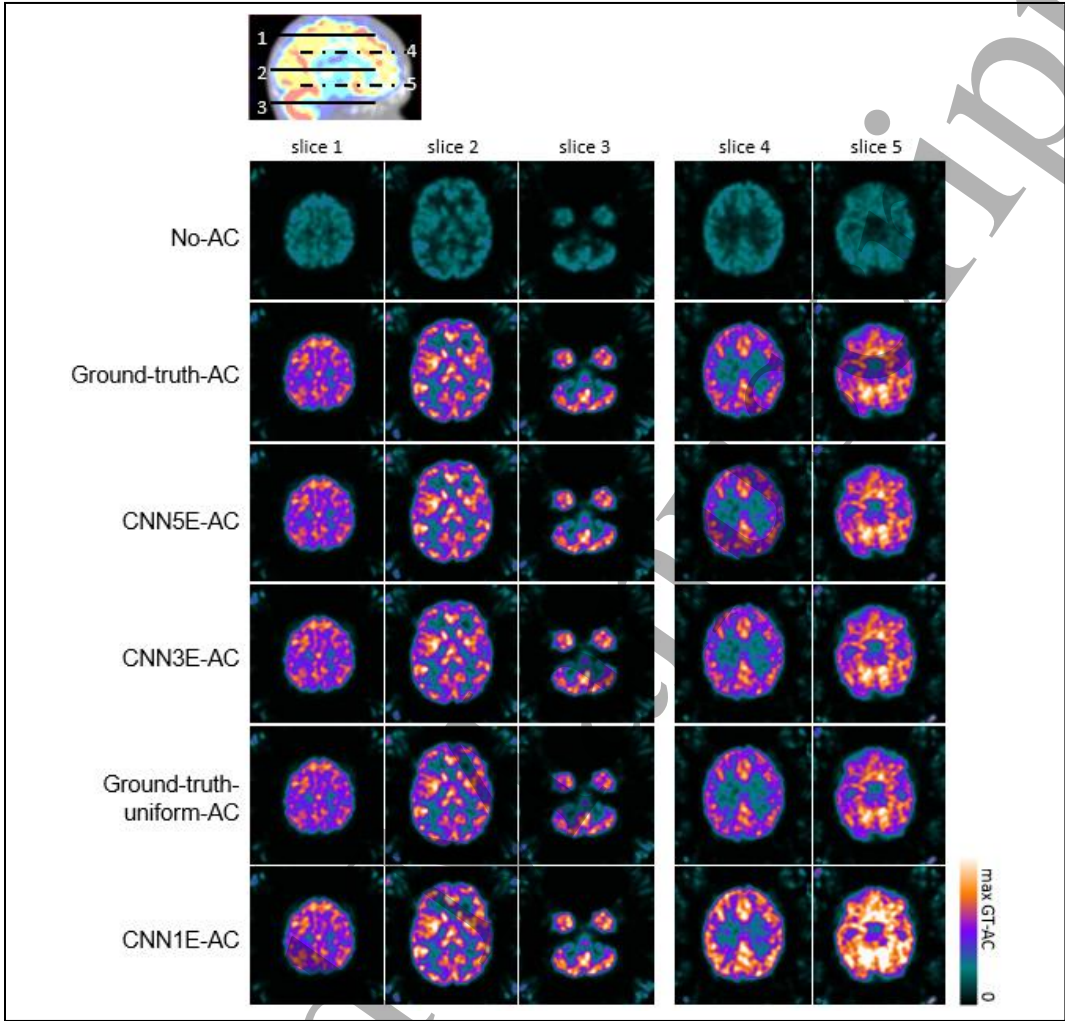 1
4
2
5
3
slice 1 slice 2 slice 3 slice 4 slice 5
No-AC
Ground-truth-AC
CNN5E-AC
CNN3E-AC
Ground-truth-
uniform-AC
CNN1E-AC
max GT-AC
0